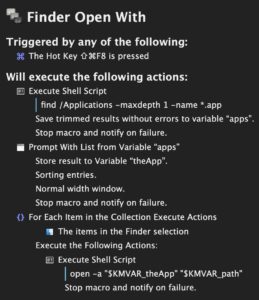 Finder Open With
Triggered by any of the following:
The Hot Key ⇧⌘F8 is pressed
Will execute the following actions:
Execute Shell Script
find /Applications -maxdepth 1 -name *.app
Save trimmed results without errors to variable “apps”.
Stop macro and notify on failure.
Prompt With List from Variable “apps”
Store result to Variable “theApp”.
Sorting entries.
Normal width window.
Stop macro and notify on failure.
For Each Item in the Collection Execute Actions
The items in the Finder selection
Execute the Following Actions:
Execute Shell Script
open -a "$KMVAR_theApp" "$KMVAR_path"
Stop macro and notify on failure.